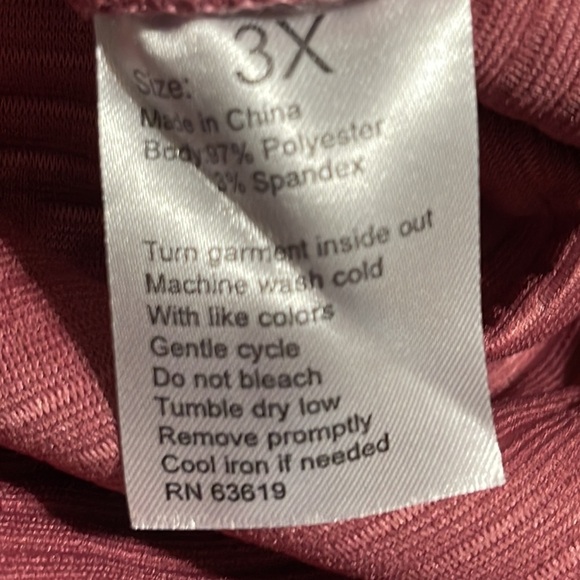 Size: 3X
Made in China
Body 97% Polyester
3% Spandex
Turn garment inside out
Machine wash cold
With like colors
Gentle cycle
Do not bleach
Tumble dry low
Remove promptly
Cool iron if needed
RN 63619